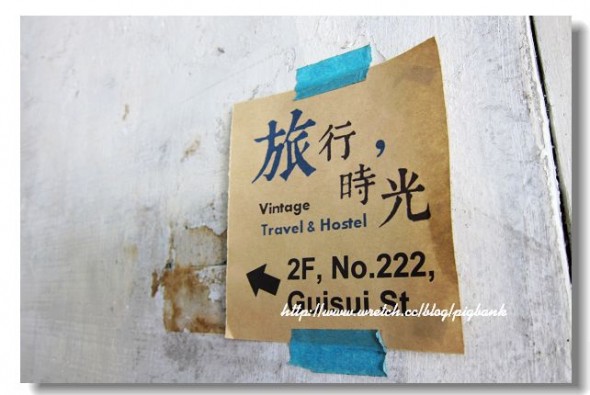 旅行，
時光
Vintage
Travel & Hostel
2F, No.222,
Guisui St
http://www.wretch.cc/blog/pigbank